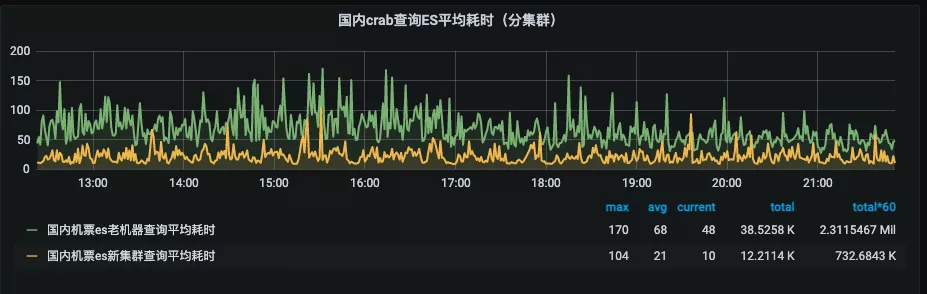 国内crab查询ES平均耗时（分集群）
200
150
100
50
0
13:00 14:00 15:00 16:00 17:00 18:00 19:00 20:00 21:00
max avg current total total*60
国内机票es老机器查询平均耗时 170 68 48 38.5258 K 2.3115467 Mil
国内机票es新集群查询平均耗时 104 21 10 12.2114 K 732.6843 K